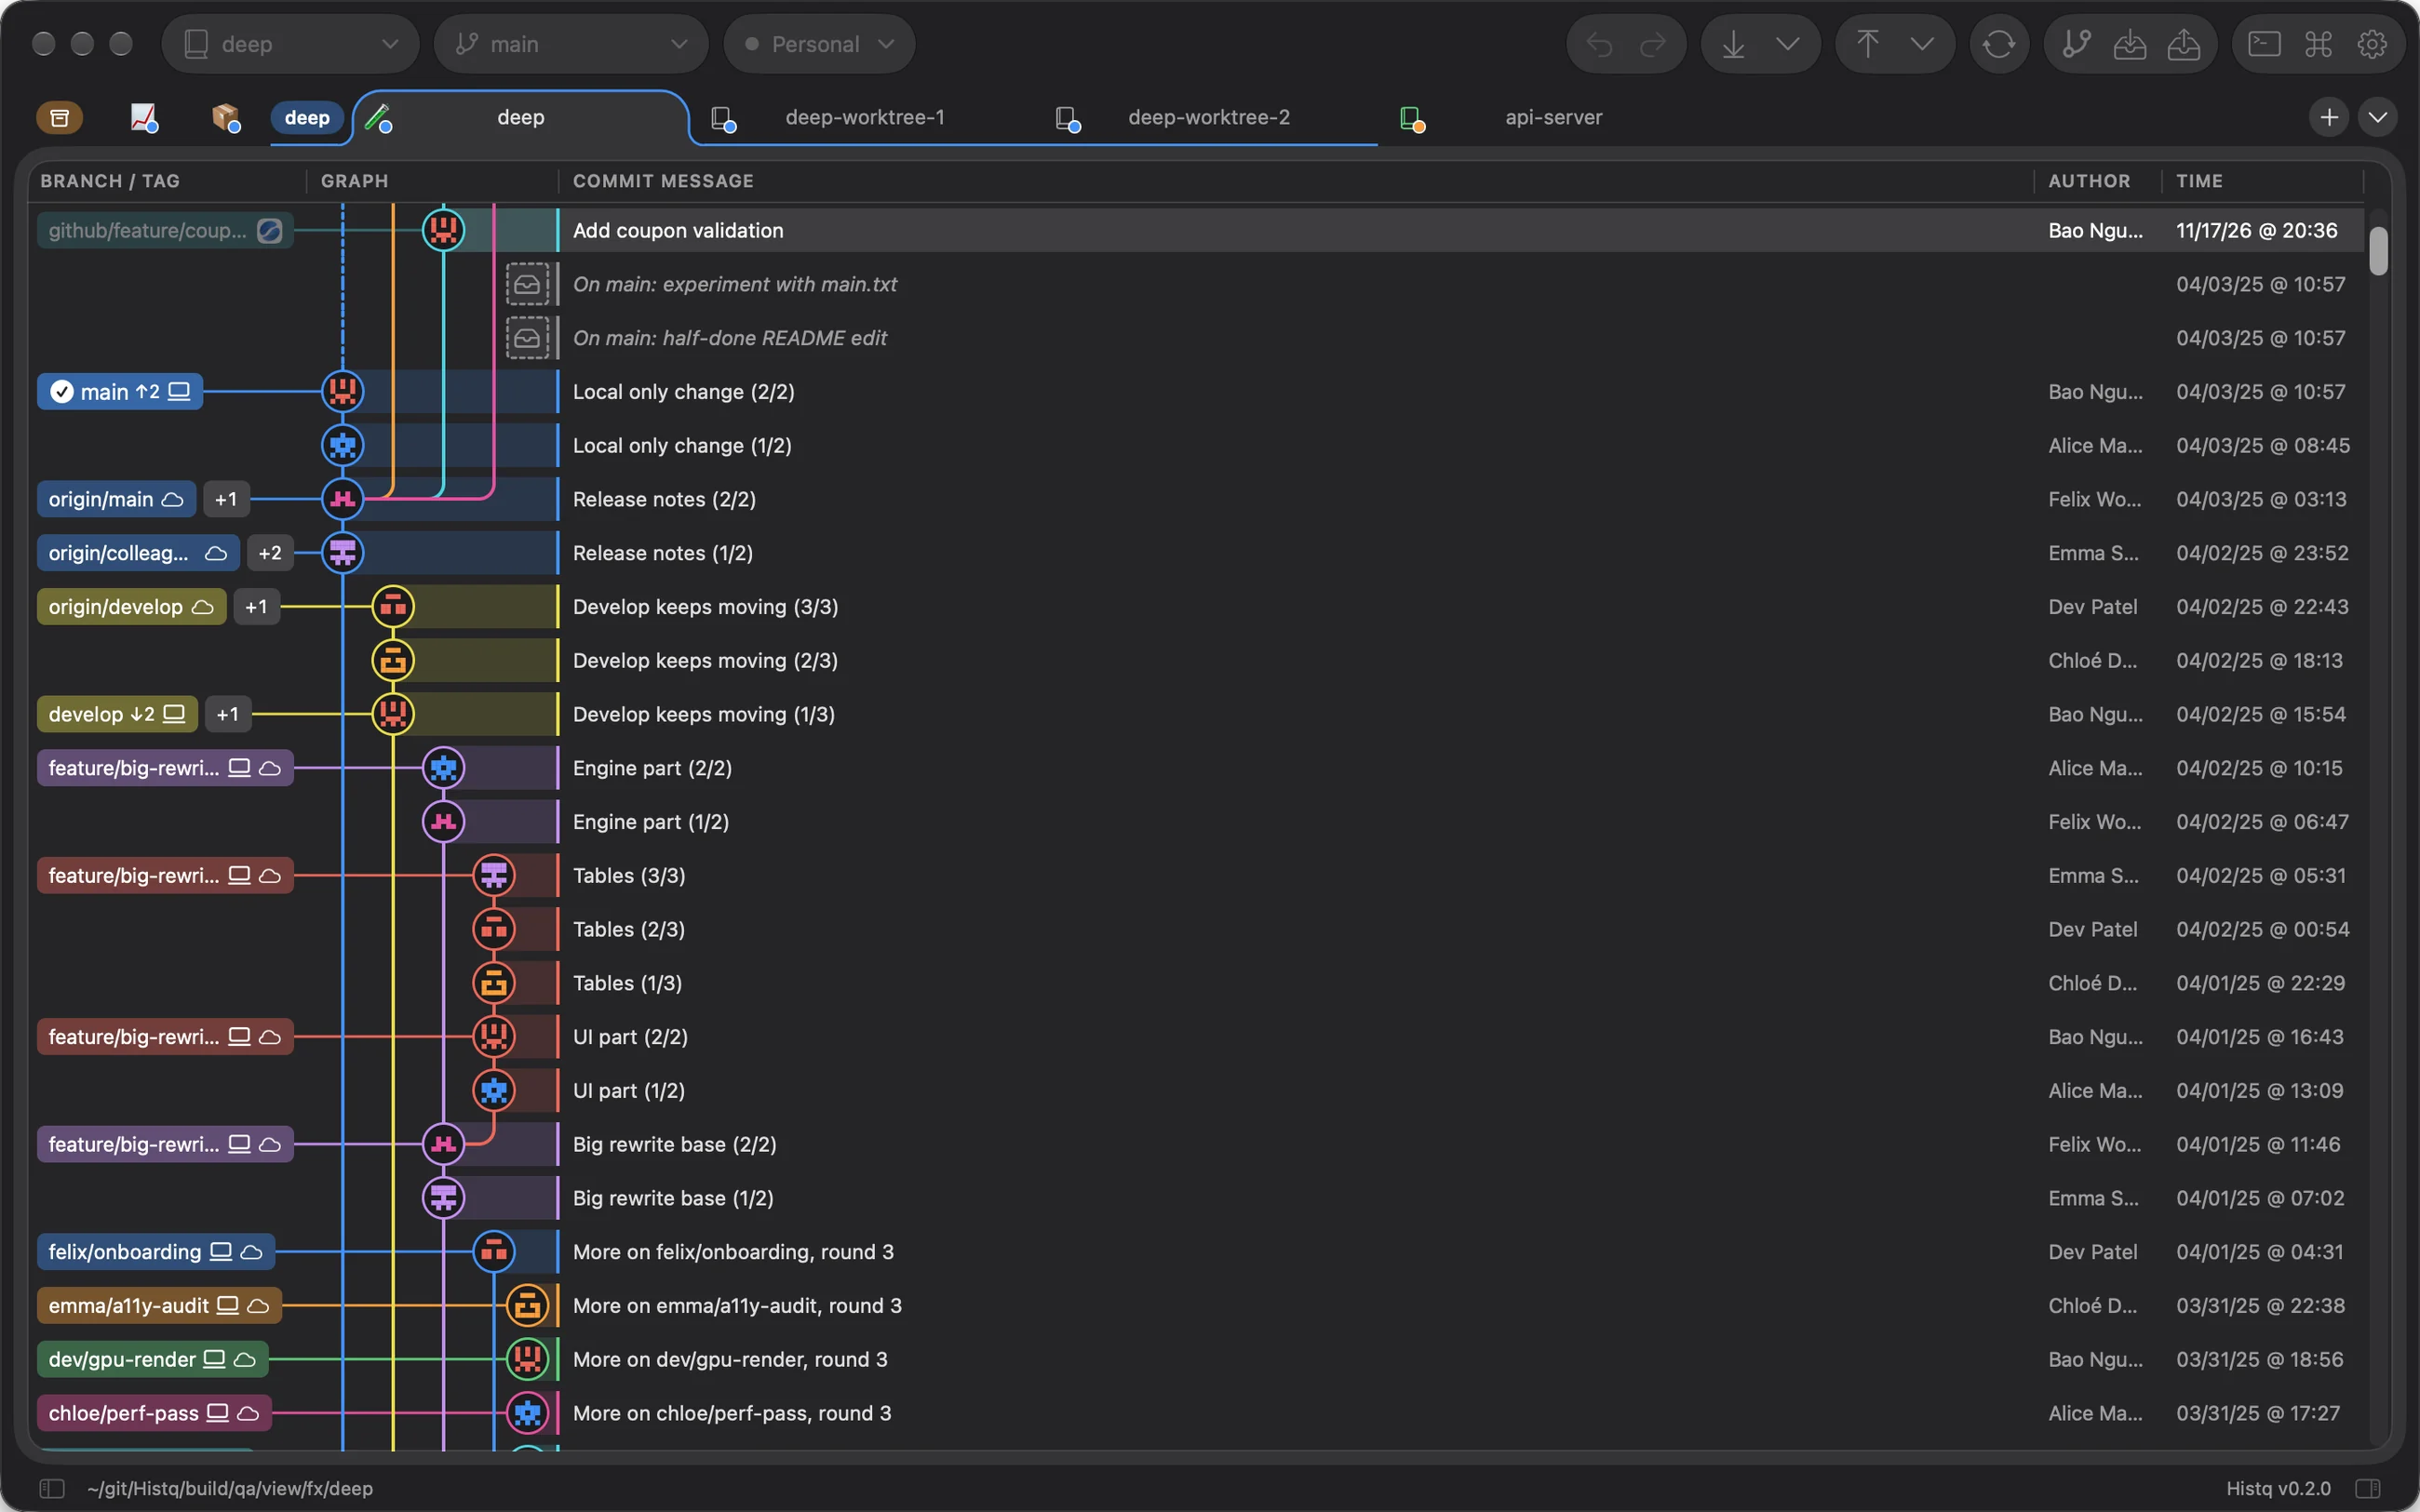 deep main Personal
deep deep deep-worktree-1 deep-worktree-2 api-server
BRANCH / TAG GRAPH COMMIT MESSAGE AUTHOR TIME
github/feature/coup... Add coupon validation Bao Ngu... 11/17/26 @ 20:36
On main: experiment with main.txt 04/03/25 @ 10:57
On main: half-done README edit 04/03/25 @ 10:57
main ↑2 Local only change (2/2) Bao Ngu... 04/03/25 @ 10:57
Local only change (1/2) Alice Ma... 04/03/25 @ 08:45
origin/main +1 Release notes (2/2) Felix Wo... 04/03/25 @ 03:13
origin/colleag... +2 Release notes (1/2) Emma S... 04/02/25 @ 23:52
origin/develop +1 Develop keeps moving (3/3) Dev Patel 04/02/25 @ 22:43
Develop keeps moving (2/3) Chloé D... 04/02/25 @ 18:13
develop ↓2 +1 Develop keeps moving (1/3) Bao Ngu... 04/02/25 @ 15:54
feature/big-rewri... Engine part (2/2) Alice Ma... 04/02/25 @ 10:15
Engine part (1/2) Felix Wo... 04/02/25 @ 06:47
feature/big-rewri... Tables (3/3) Emma S... 04/02/25 @ 05:31
Tables (2/3) Dev Patel 04/02/25 @ 00:54
Tables (1/3) Chloé D... 04/01/25 @ 22:29
feature/big-rewri... UI part (2/2) Bao Ngu... 04/01/25 @ 16:43
UI part (1/2) Alice Ma... 04/01/25 @ 13:09
feature/big-rewri... Big rewrite base (2/2) Felix Wo... 04/01/25 @ 11:46
Big rewrite base (1/2) Emma S... 04/01/25 @ 07:02
felix/onboarding More on felix/onboarding, round 3 Dev Patel 04/01/25 @ 04:31
emma/a11y-audit More on emma/a11y-audit, round 3 Chloé D... 03/31/25 @ 22:38
dev/gpu-render More on dev/gpu-render, round 3 Bao Ngu... 03/31/25 @ 18:56
chloe/perf-pass More on chloe/perf-pass, round 3 Alice Ma... 03/31/25 @ 17:27
~/git/Histq/build/qa/view/fx/deep Histq v0.2.0